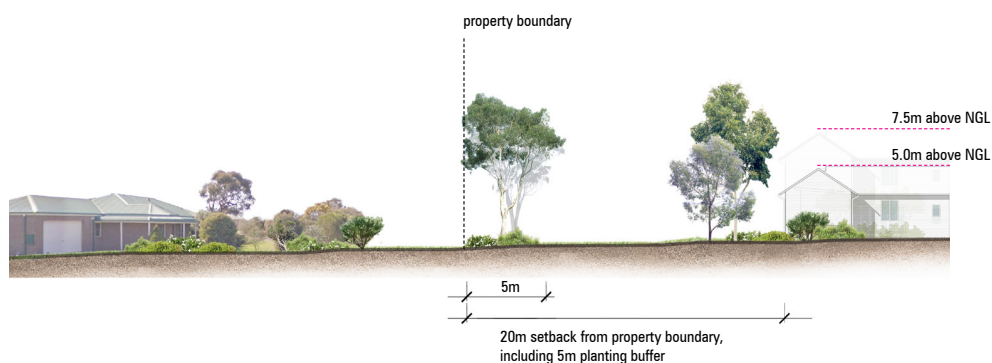 property boundary
7.5m above NGL
5.0m above NGL
5m
20m setback from property boundary,
including 5m planting buffer